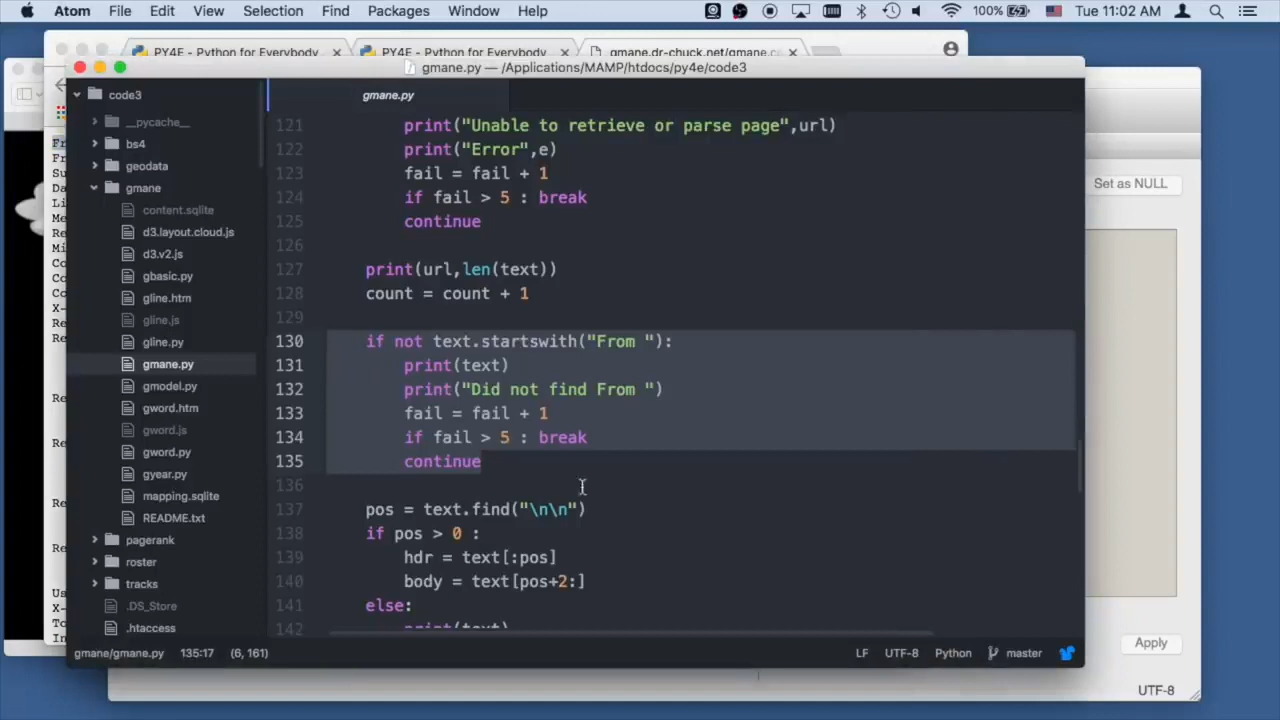 Atom File Edit View Selection Find Packages Window Help 100% Tue 11:02 AM
PY4E - Python for Everybody × PY4E - Python for Everybody × gmane.dr-chuck.net/gmane.c ×
gmane.py — /Applications/MAMP/htdocs/py4e/code3
code3
__pycache__
bs4
geodata
gmane
content.sqlite
d3.layout.cloud.js
d3.v2.js
gbasic.py
gline.htm
gline.js
gline.py
gmane.py
gmodel.py
gword.htm
gword.js
gword.py
gyear.py
mapping.sqlite
README.txt
pagerank
roster
tracks
.DS_Store
.htaccess
gmane.py
121 print("Unable to retrieve or parse page",url)
122 print("Error",e)
123 fail = fail + 1
124 if fail > 5 : break
125 continue
126
127 print(url,len(text))
128 count = count + 1
129
130 if not text.startswith("From "):
131 print(text)
132 print("Did not find From ")
133 fail = fail + 1
134 if fail > 5 : break
135 continue
136
137 pos = text.find("\n\n")
138 if pos > 0 :
139 hdr = text[:pos]
140 body = text[pos+2:]
141 else:
142 print(text)
gmane/gmane.py 135:17 (6, 161) LF UTF-8 Python master
Set as NULL
Apply
UTF-8